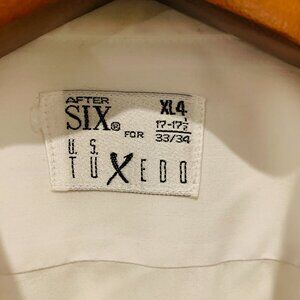 AFTER
SIX® FOR
XL4
17-17½
33/34
U.S.
TUXEDO